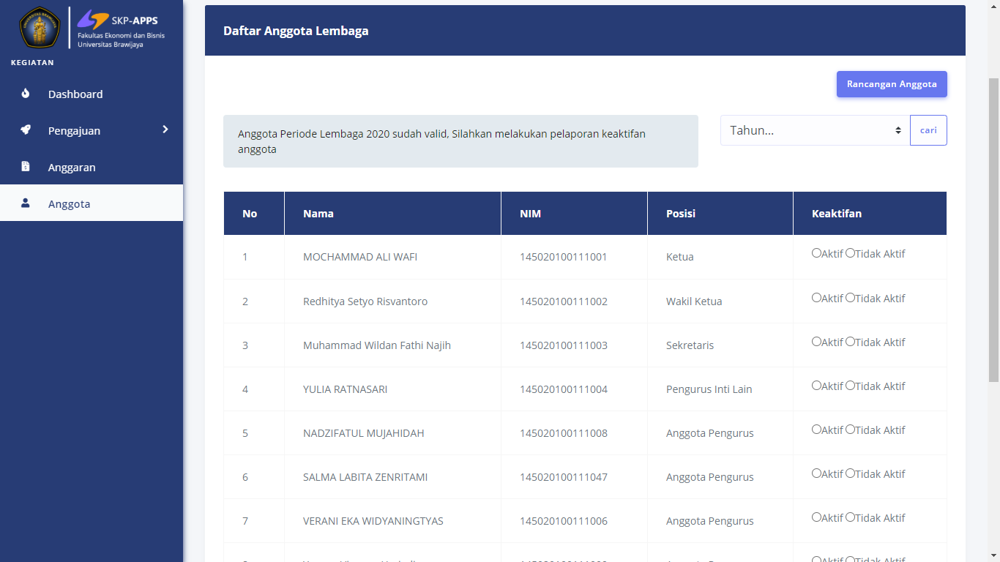 SKP-APPS
Fakultas Ekonomi dan Bisnis
Universitas Brawijaya
KEGIATAN
Dashboard
Pengajuan
Anggaran
Anggota
Daftar Anggota Lembaga
Rancangan Anggota
Anggota Periode Lembaga 2020 sudah valid, Silahkan melakukan pelaporan keaktifan
anggota
Tahun... cari
No Nama NIM Posisi Keaktifan
1 MOCHAMMAD ALI WAFI 145020100111001 Ketua Aktif Tidak Aktif
2 Redhitya Setyo Risvantoro 145020100111002 Wakil Ketua Aktif Tidak Aktif
3 Muhammad Wildan Fathi Najih 145020100111003 Sekretaris Aktif Tidak Aktif
4 YULIA RATNASARI 145020100111004 Pengurus Inti Lain Aktif Tidak Aktif
5 NADZIFATUL MUJAHIDAH 145020100111008 Anggota Pengurus Aktif Tidak Aktif
6 SALMA LABITA ZENRITAMI 145020100111047 Anggota Pengurus Aktif Tidak Aktif
7 VERANI EKA WIDYANINGTYAS 145020100111006 Anggota Pengurus Aktif Tidak Aktif
Aktif Tidak Aktif